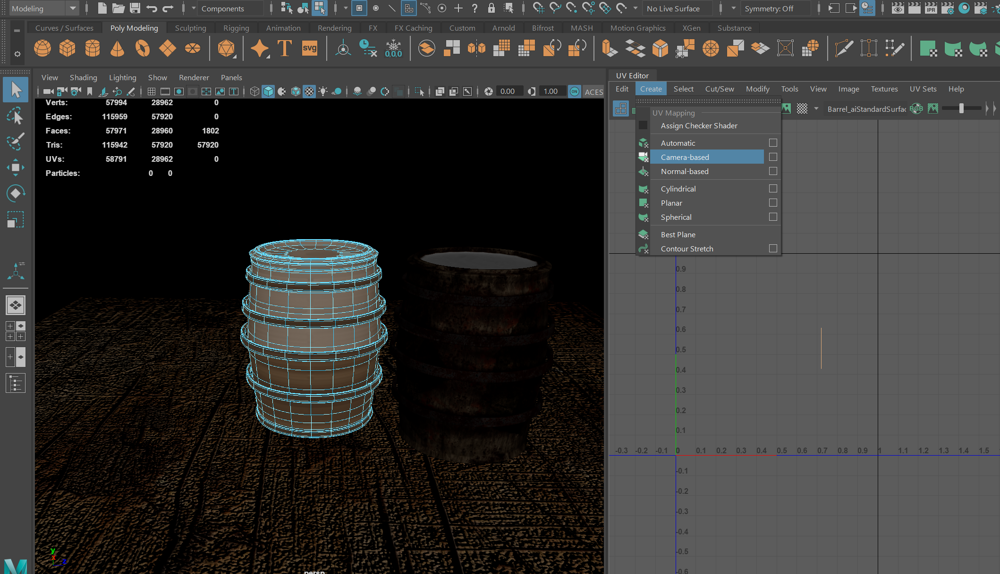 Modeling
Components
No Live Surface
Symmetry: Off
IPR
Curves / Surfaces
Poly Modeling
Sculpting
Rigging
Animation
Rendering
FX
FX Caching
Custom
Arnold
Bifrost
MASH
Motion Graphics
XGen
Substance
T
svg
0,0,0
View
Shading
Lighting
Show
Renderer
Panels
0.00
1.00
ON
ACES
Verts: 57994 28962 0
Edges: 115959 57920 0
Faces: 57971 28960 1802
Tris: 115942 57920 57920
UVs: 58791 28962 0
Particles: 0 0
y
z
persp
UV Editor
Edit
Create
Select
Cut/Sew
Modify
Tools
View
Image
Textures
UV Sets
Help
Barrel_aiStandardSurfac
RGB
UV Mapping
Assign Checker Shader
Automatic
Camera-based
Normal-based
Cylindrical
Planar
Spherical
Best Plane
Contour Stretch
0.9
0.8
0.7
0.6
0.5
0.4
0.3
0.2
0.1
-0.3 -0.2 -0.1 0 0.1 0.2 0.3 0.4 0.5 0.6 0.7 0.8 0.9 1 1.1 1.2 1.3 1.4 1.5
-0.1
-0.2
-0.3
-0.4
-0.5
-0.6